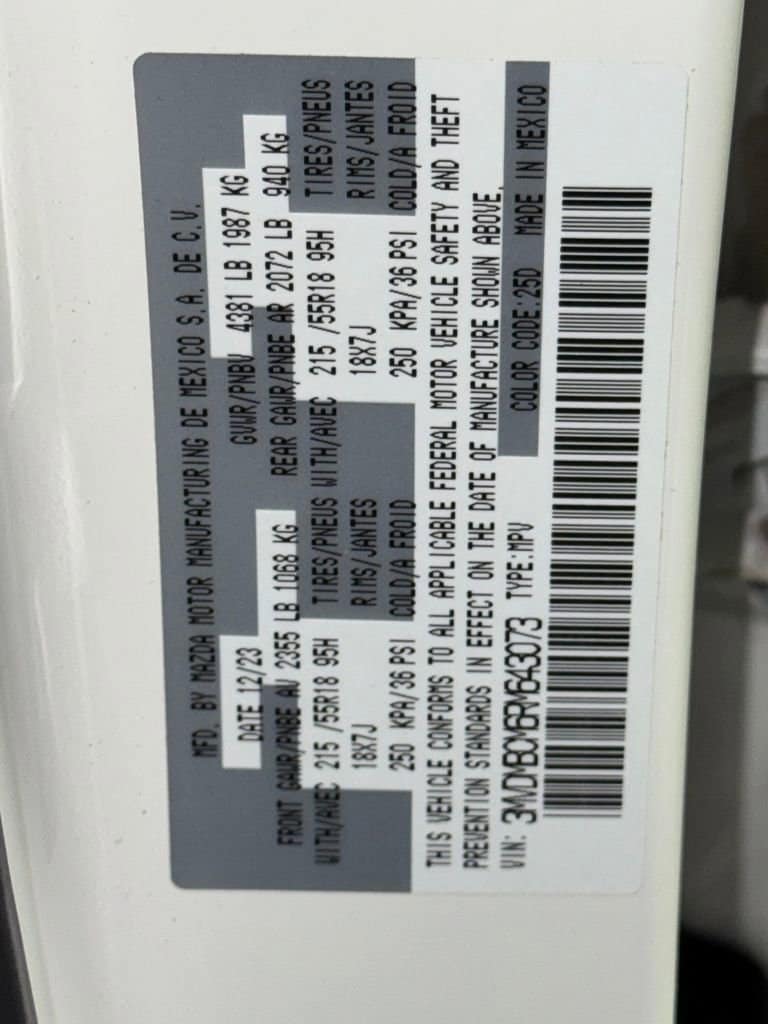 MFD. BY MAZDA MOTOR MANUFACTURING DE MEXICO S.A. DE C.V.
DATE 12/23 GVWR/PNBV 4381 LB 1987 KG
FRONT GAWR/PNBE AV 2355 LB 1068 KG REAR GAWR/PNBE AR 2072 LB 940 KG
WITH/AVEC 215 /55R18 95H TIRES/PNEUS WITH/AVEC 215 /55R18 95H TIRES/PNEUS
18X7J RIMS/JANTES 18X7J RIMS/JANTES
250 KPA/36 PSI COLD/A FROID 250 KPA/36 PSI COLD/A FROID
THIS VEHICLE CONFORMS TO ALL APPLICABLE FEDERAL MOTOR VEHICLE SAFETY AND THEFT
PREVENTION STANDARDS IN EFFECT ON THE DATE OF MANUFACTURE SHOWN ABOVE.
VIN: 3MVDMBCM6RM643073 TYPE:MPV COLOR CODE:25D MADE IN MEXICO